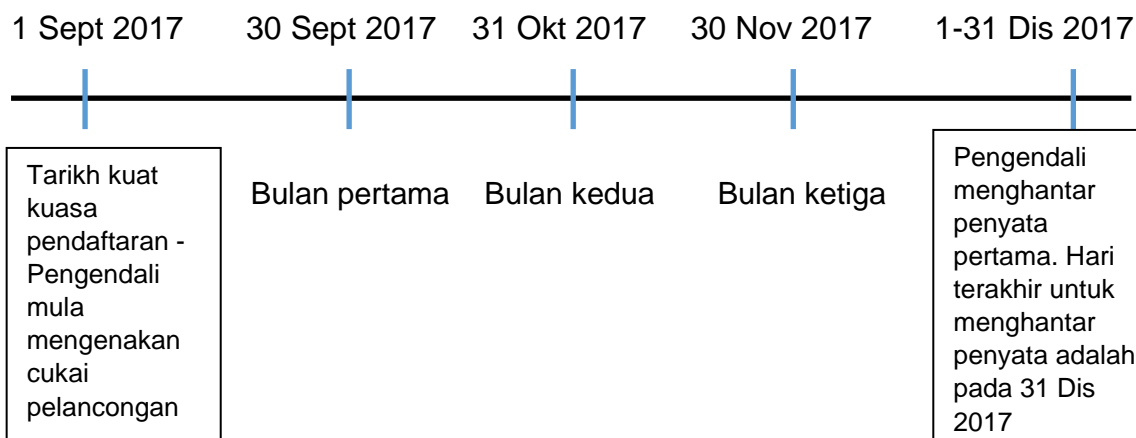 1 Sept 2017
30 Sept 2017
31 Okt 2017
30 Nov 2017
1-31 Dis 2017
Tarikh kuat
kuasa
pendaftaran -
Pengendali
mula
mengenakan
cukai
pelancongan
Bulan pertama
Bulan kedua
Bulan ketiga
Pengendali
menghantar
penyata
pertama. Hari
terakhir untuk
menghantar
penyata adalah
pada 31 Dis
2017